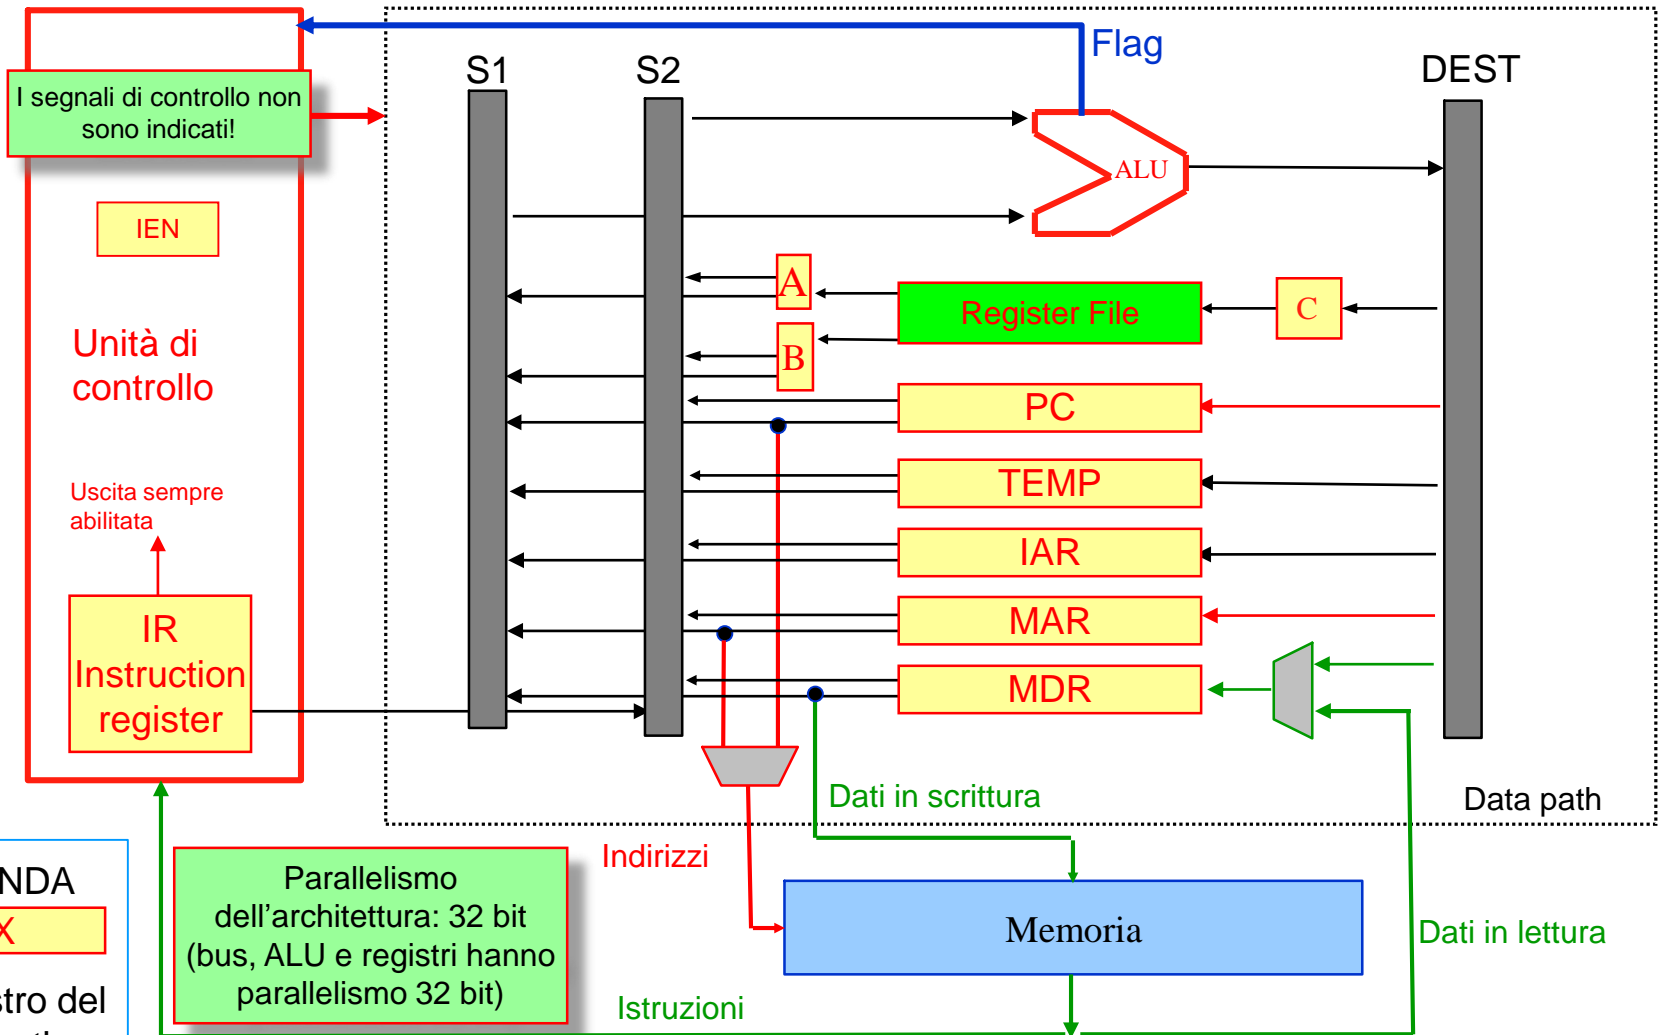 Flag
S1
S2
DEST
I segnali di controllo non
sono indicati!
ALU
IEN
A
Register File
C
B
Unità di
controllo
PC
Uscita sempre
abilitata
TEMP
IAR
IR
Instruction
register
MAR
MDR
Dati in scrittura
Data path
Indirizzi
Parallelismo
dell'architettura: 32 bit
(bus, ALU e registri hanno
parallelismo 32 bit)
Memoria
Dati in lettura
Istruzioni
NDA
X
stro del